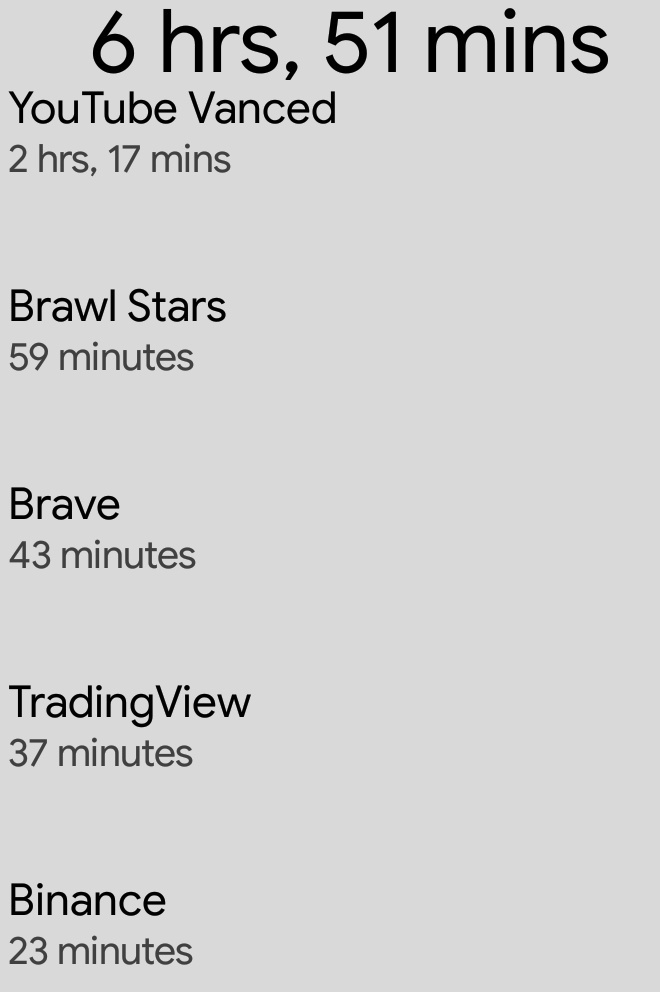 6 hrs, 51 mins
YouTube Vanced
2 hrs, 17 mins
Brawl Stars
59 minutes
Brave
43 minutes
TradingView
37 minutes
Binance
23 minutes